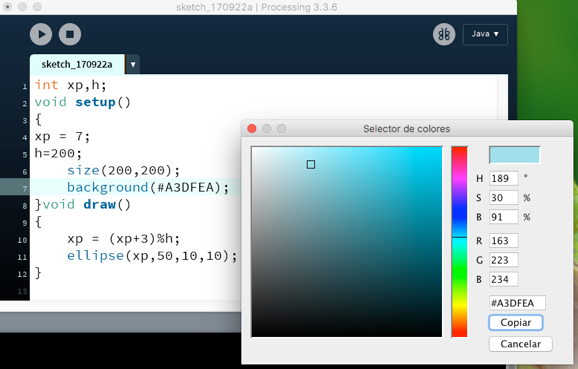 sketch_170922a | Processing 3.3.6
Java ▼
sketch_170922a ▼
1 int xp,h;
2 void setup()
3 {
4 xp = 7;
5 h=200;
6 size(200,200);
7 background(#A3DFEA);
8 }void draw()
9 {
10 xp = (xp+3)%h;
11 ellipse(xp,50,10,10);
12 }
13
Selector de colores
H 189 °
S 30 %
B 91 %
R 163
G 223
B 234
#A3DFEA
Copiar
Cancelar